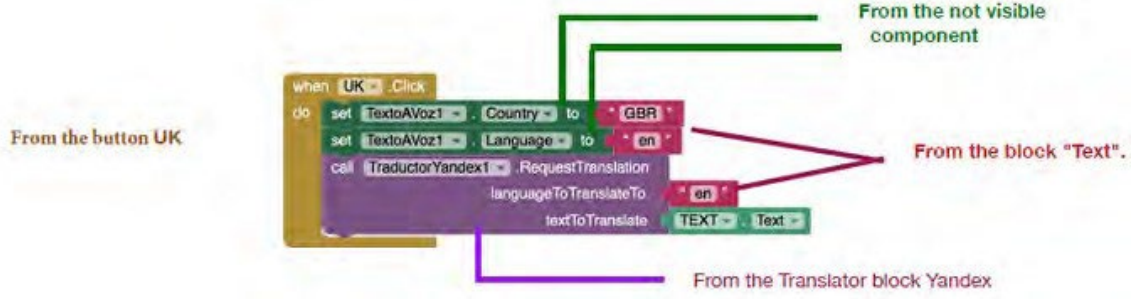 From the not visible
component
when UK .Click
do set TextoAVoz1 . Country to " GBR "
set TextoAVoz1 . Language to " en "
From the button UK
From the block "Text".
call TraductorYandex1 .RequestTranslation
languageToTranslateTo " en "
textToTranslate TEXT . Text
From the Translator block Yandex